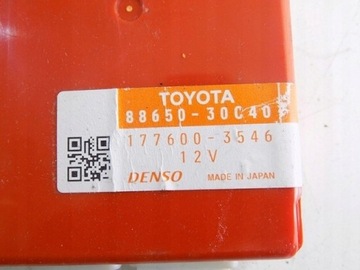 TOYOTA
88650-30C40
177600-3546
12V
DENSO MADE IN JAPAN